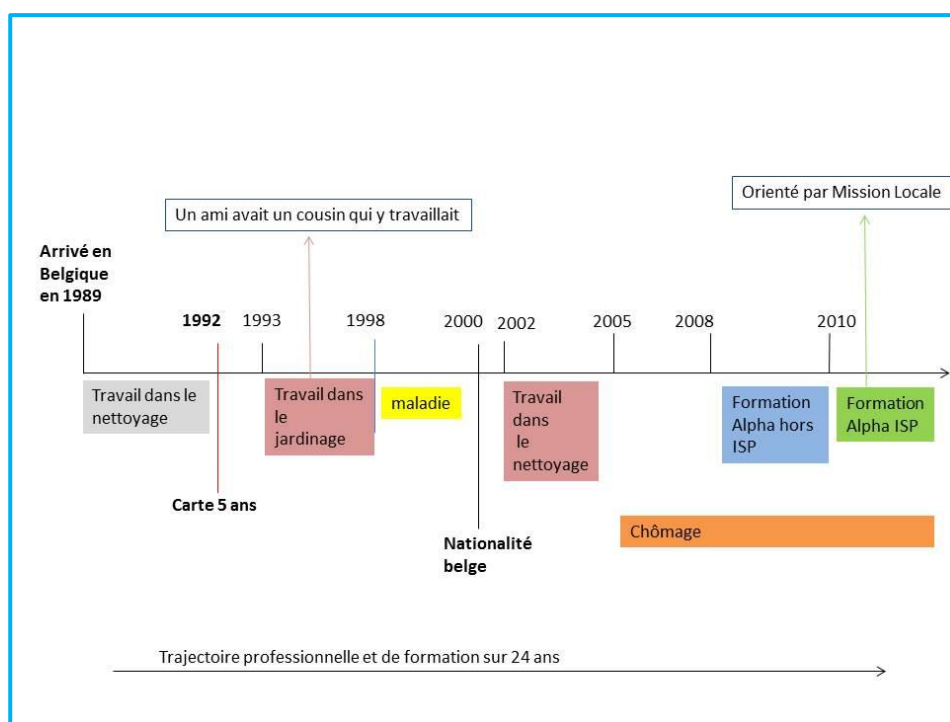 Orienté par Mission Locale
Un ami avait un cousin qui y travaillait
Arrivé en
Belgique
en 1989
1992
1993
1998
2000
2002
2005
2008
2010
Travail dans le
nettoyage
Travail dans
le
jardinage
maladie
Travail
dans
le
nettoyage
Formation
Alpha hors
ISP
Formation
Alpha ISP
Carte 5 ans
Nationalité
belge
Chômage
Trajectoire professionnelle et de formation sur 24 ans